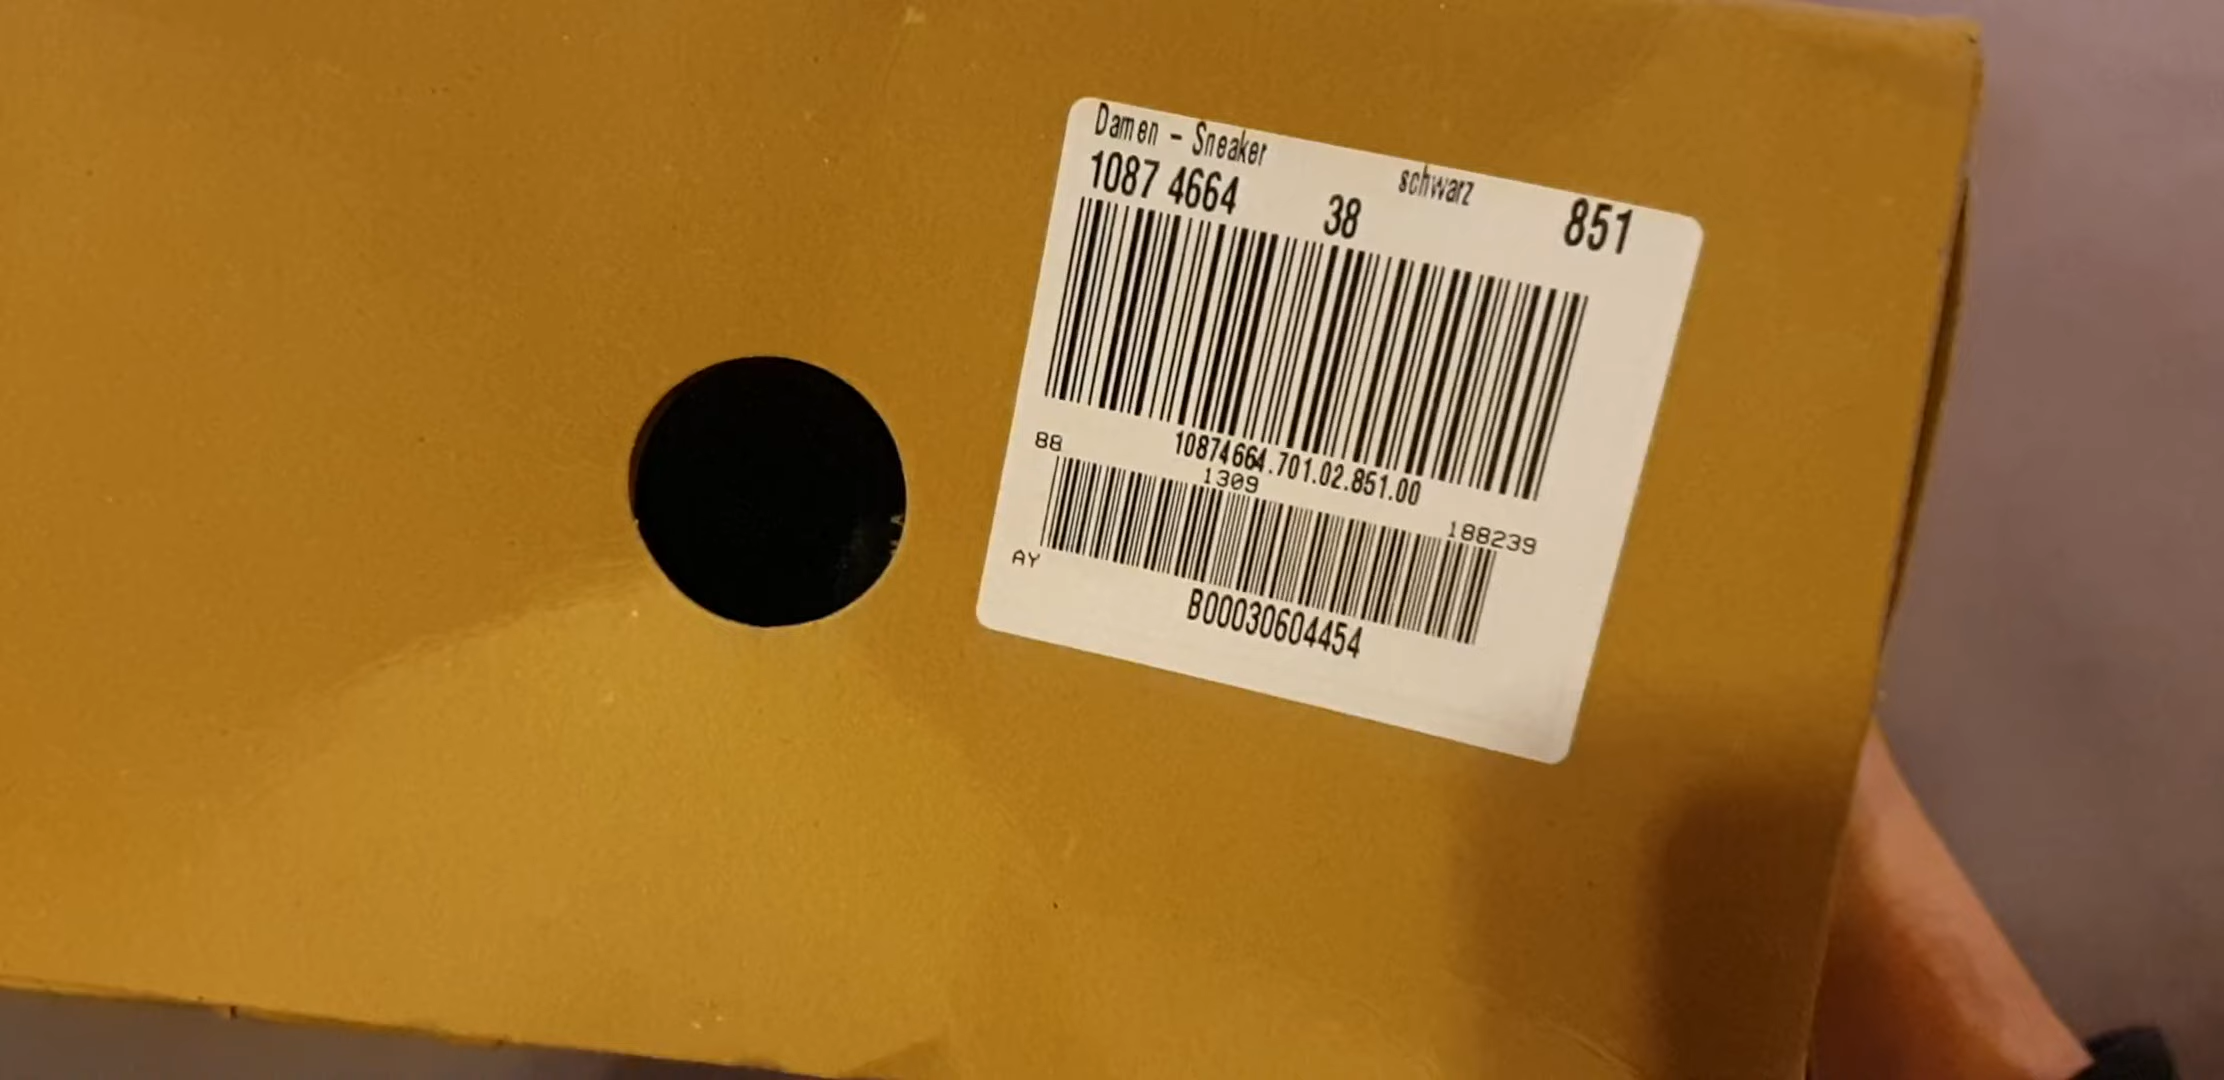 Damen - Sneaker
schwarz
1087 4664 38 851
10874664.701.02.851.00
88 1309 188239
AY
B00030604454